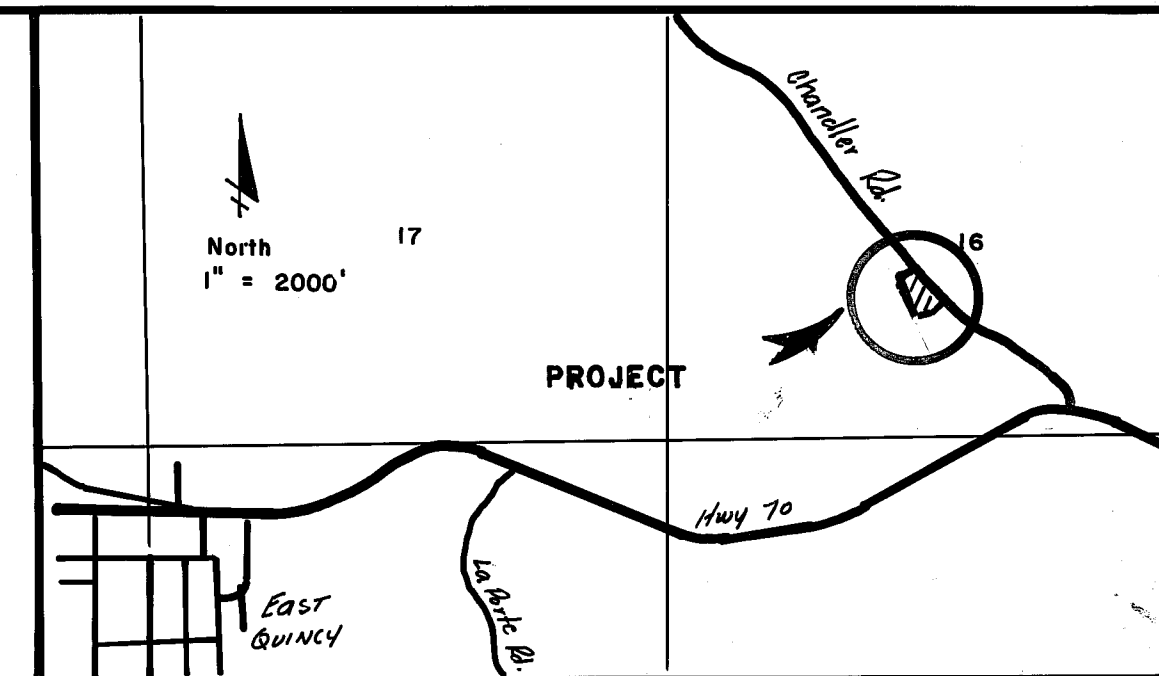 Chandler Rd.
North
1" = 2000'
17
16
PROJECT
Hwy 70
La Porte Rd.
EAST
QUINCY